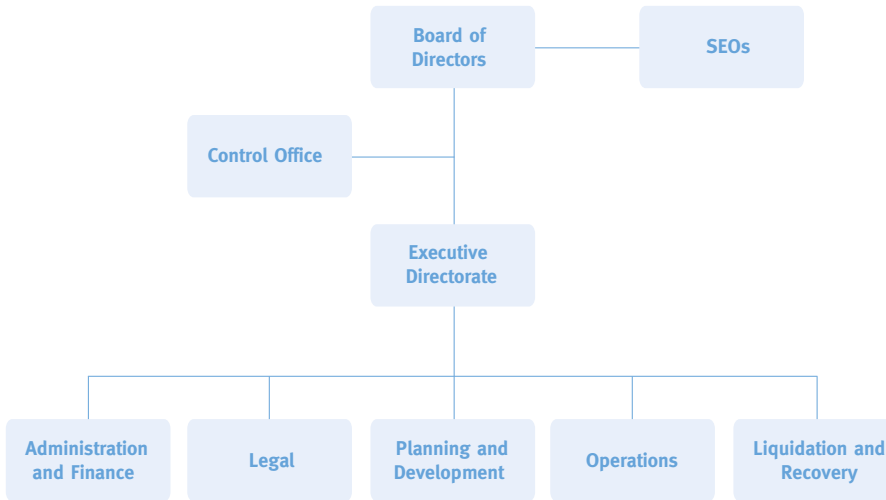 Board of
Directors
SEOs
Control Office
Executive
Directorate
Administration
and Finance
Legal
Planning and
Development
Operations
Liquidation and
Recovery